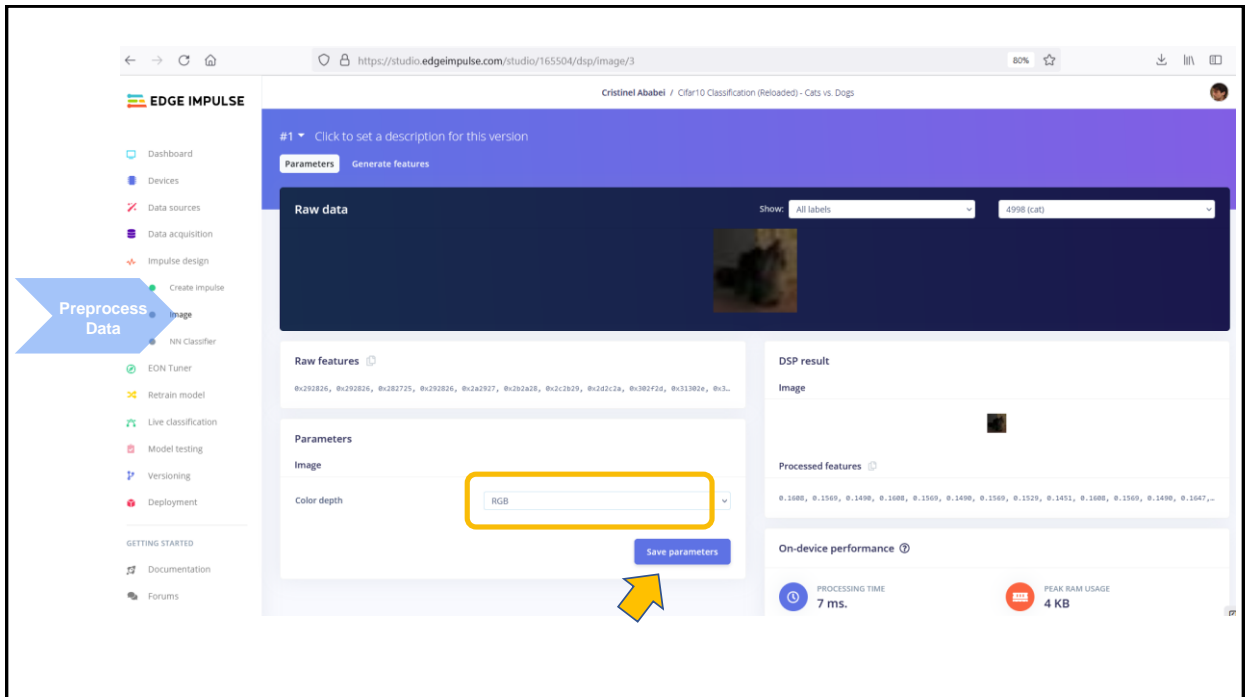 https://studio.edgeimpulse.com/studio/165504/dsp/image/3
80%
EDGE IMPULSE
Cristinel Ababei / Cifar10 Classification (Reloaded) - Cats vs. Dogs
#1 Click to set a description for this version
Parameters Generate features
Dashboard
Devices
Data sources
Data acquisition
Impulse design
Create impulse
Image
NN Classifier
EON Tuner
Retrain model
Live classification
Model testing
Versioning
Deployment
GETTING STARTED
Documentation
Forums
Preprocess
Data
Raw data
Show: All labels
4998 (cat)
Raw features
0x292826, 0x292826, 0x282725, 0x292826, 0x2a2927, 0x2b2a28, 0x2c2b29, 0x2d2c2a, 0x302f2d, 0x31302e, 0x3…
Parameters
Image
Color depth
RGB
Save parameters
DSP result
Image
Processed features
0.1608, 0.1569, 0.1490, 0.1608, 0.1569, 0.1490, 0.1569, 0.1529, 0.1451, 0.1608, 0.1569, 0.1490, 0.1647,…
On-device performance
PROCESSING TIME
7 ms.
PEAK RAM USAGE
4 KB